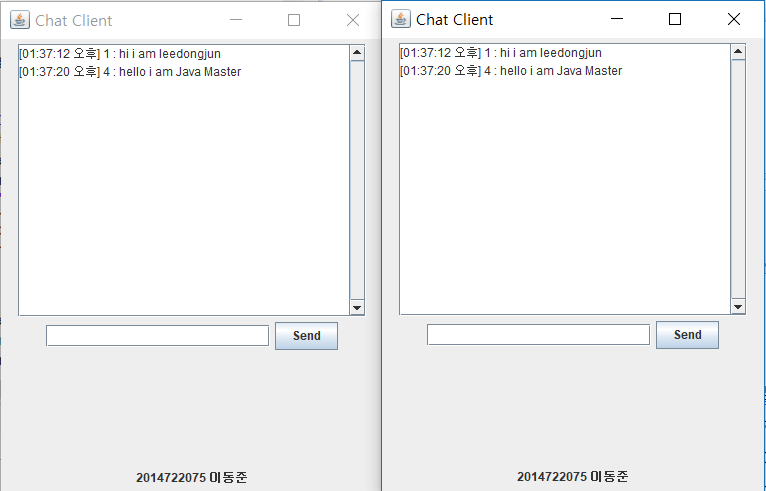 Chat Client
[01:37:12 오후] 1 : hi i am leedongjun
[01:37:20 오후] 4 : hello i am Java Master
Send
2014722075 이동준
Chat Client
[01:37:12 오후] 1 : hi i am leedongjun
[01:37:20 오후] 4 : hello i am Java Master
Send
2014722075 이동준